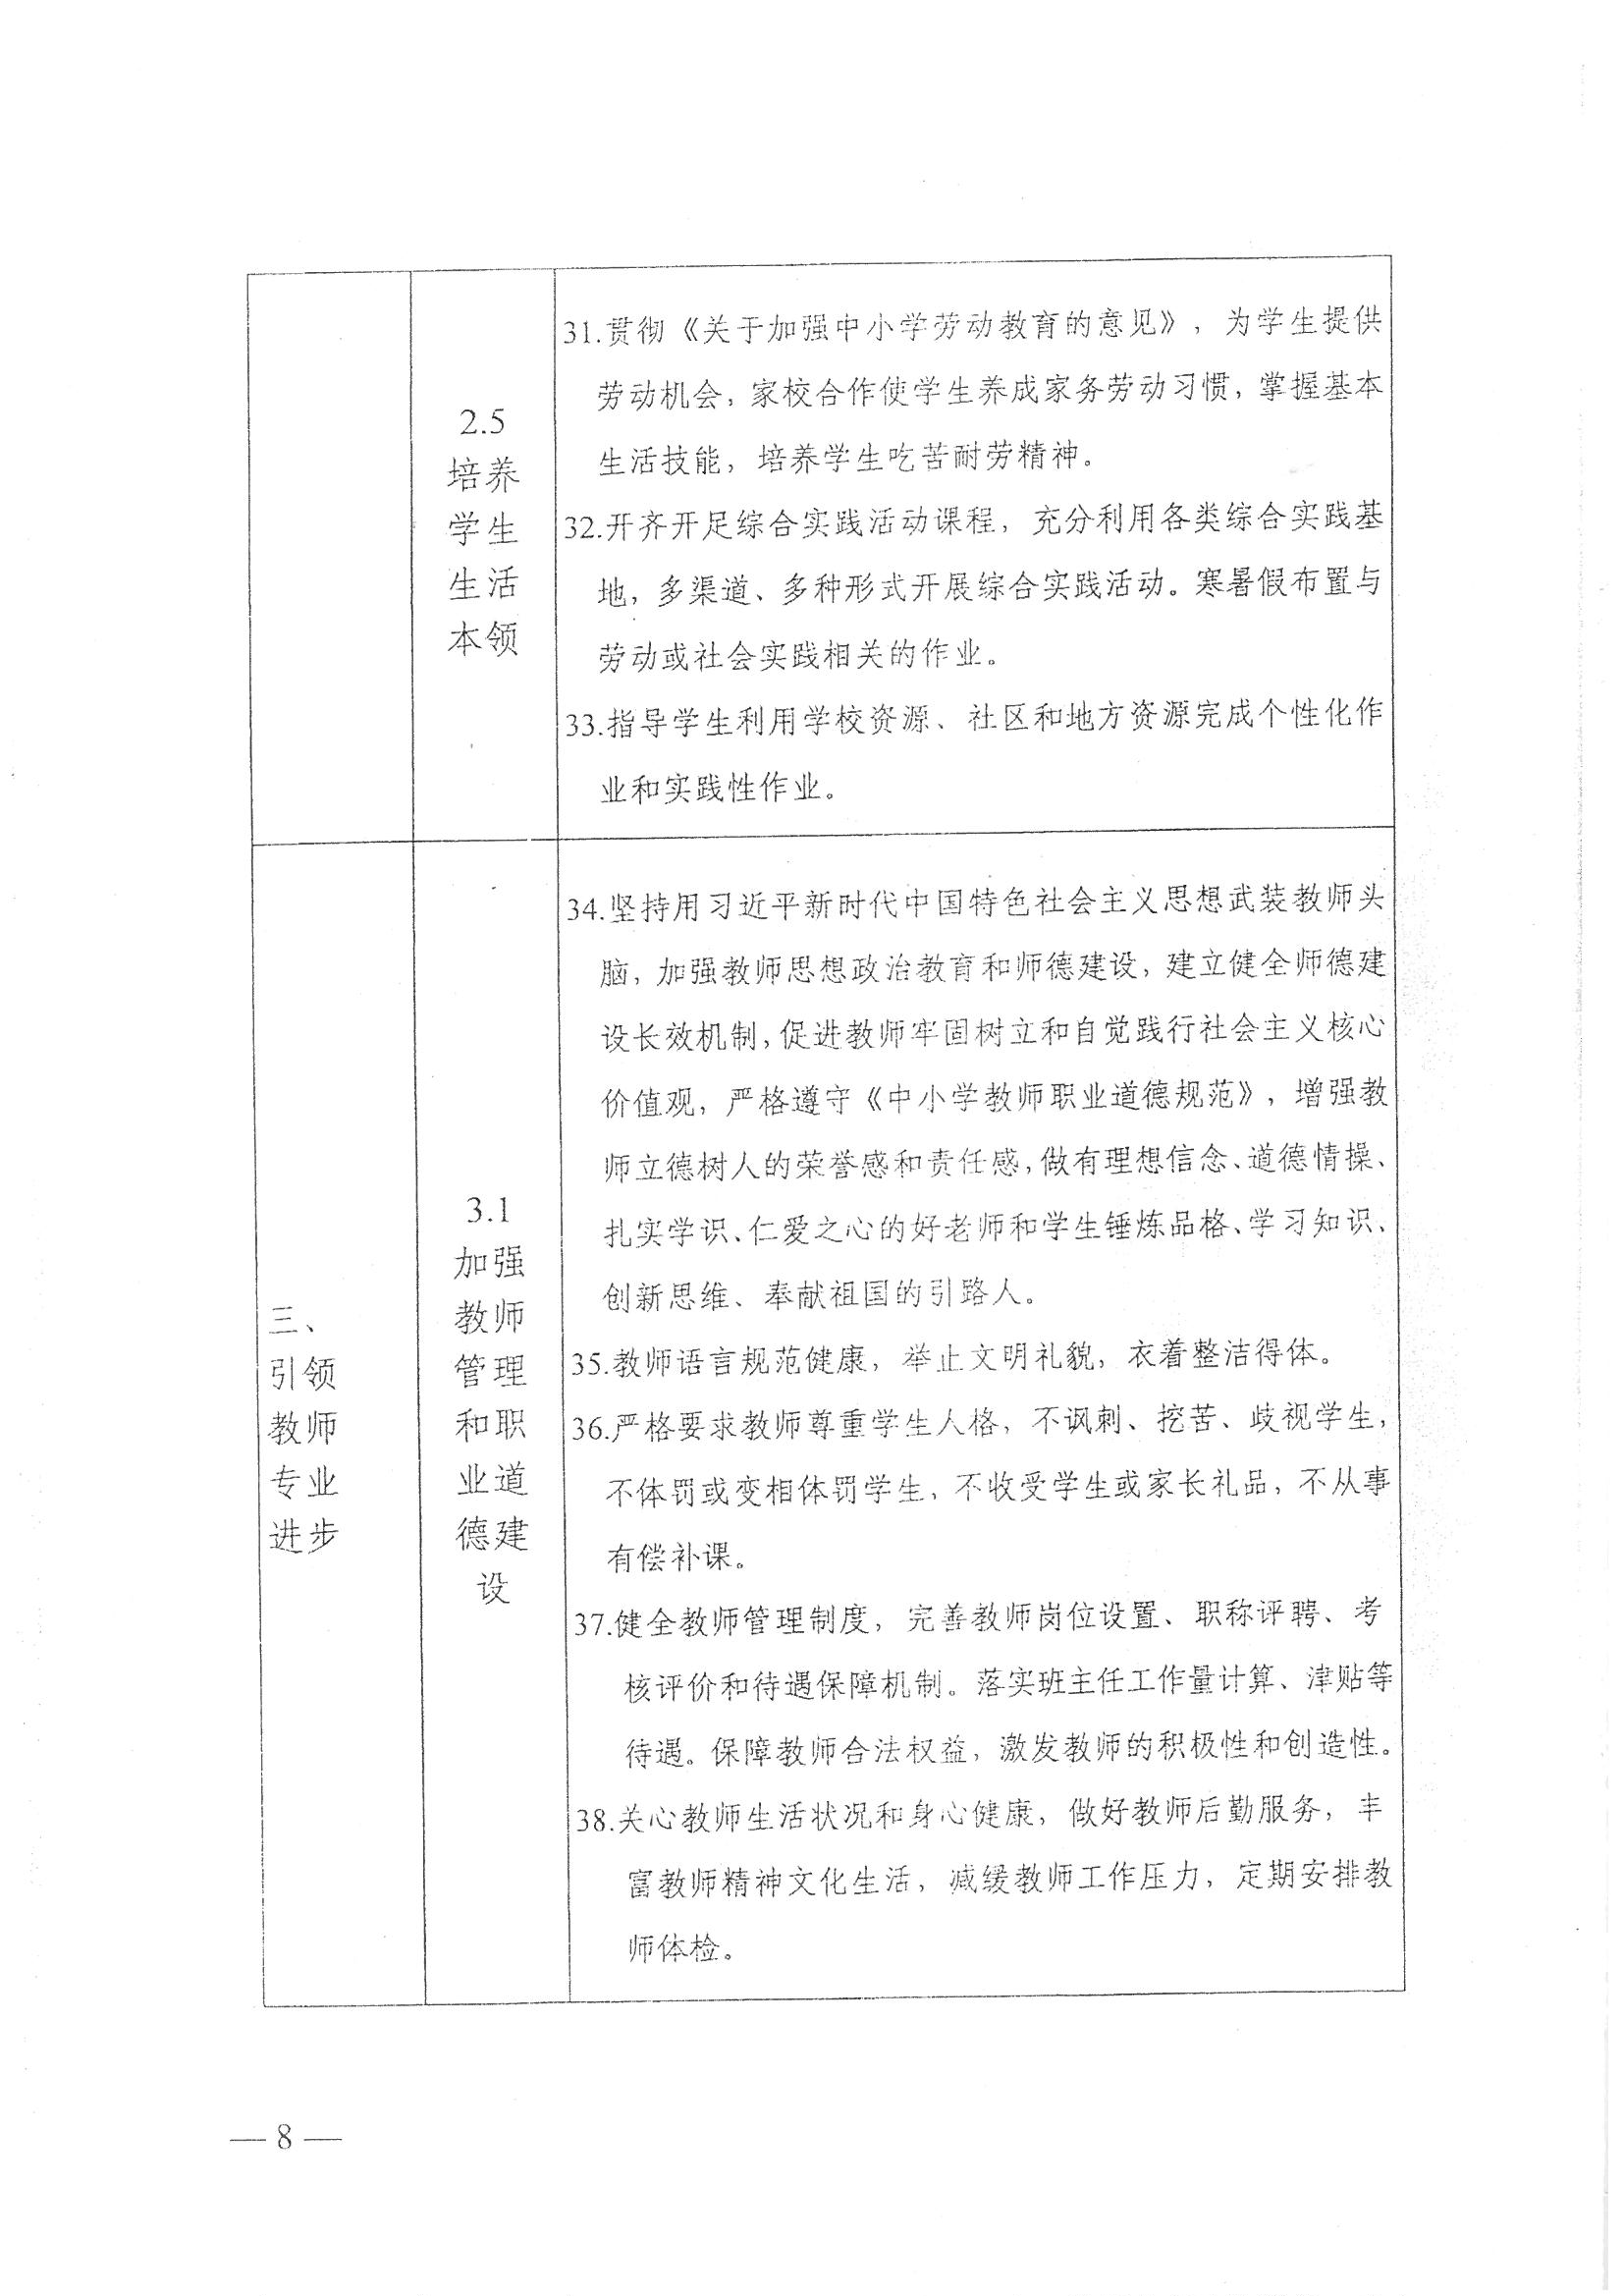 2.5
培养
学生
生活
本领
31.贯彻《关于加强中小学劳动教育的意见》，为学生提供
劳动机会，家校合作使学生养成家务劳动习惯，掌握基本
生活技能，培养学生吃苦耐劳精神。
32.开齐开足综合实践活动课程，充分利用各类综合实践基
地，多渠道、多种形式开展综合实践活动。寒暑假布置与
劳动或社会实践相关的作业。
33.指导学生利用学校资源、社区和地方资源完成个性化作
业和实践性作业。
三、
引领
教师
专业
进步
3.1
加强
教师
管理
和职
业道
德建
设
34.坚持用习近平新时代中国特色社会主义思想武装教师头
脑，加强教师思想政治教育和师德建设，建立健全师德建
设长效机制，促进教师牢固树立和自觉践行社会主义核心
价值观，严格遵守《中小学教师职业道德规范》，增强教
师立德树人的荣誉感和责任感，做有理想信念、道德情操、
扎实学识、仁爱之心的好老师和学生锤炼品格、学习知识、
创新思维、奉献祖国的引路人。
35.教师语言规范健康，举止文明礼貌，衣着整洁得体。
36.严格要求教师尊重学生人格，不讽刺、挖苦、歧视学生，
不体罚或变相体罚学生，不收受学生或家长礼品，不从事
有偿补课。
37.健全教师管理制度，完善教师岗位设置、职称评聘、考
核评价和待遇保障机制。落实班主任工作量计算、津贴等
待遇。保障教师合法权益，激发教师的积极性和创造性。
38.关心教师生活状况和身心健康，做好教师后勤服务，丰
富教师精神文化生活，减缓教师工作压力，定期安排教
师体检。
— 8 —